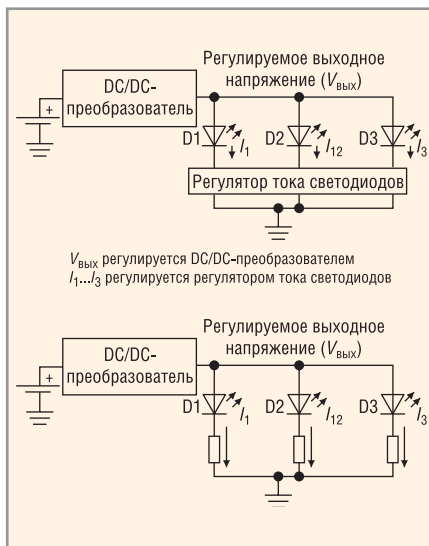 Регулируемое выходное
напряжение (Vвых)
DC/DC-
преобразователь
+
D1 I1 D2 I12 D3 I3
Регулятор тока светодиодов
Vвых регулируется DC/DC-преобразователем
I1...I3 регулируется регулятором тока светодиодов
Регулируемое выходное
напряжение (Vвых)
DC/DC-
преобразователь
+
D1 I1 D2 I12 D3 I3